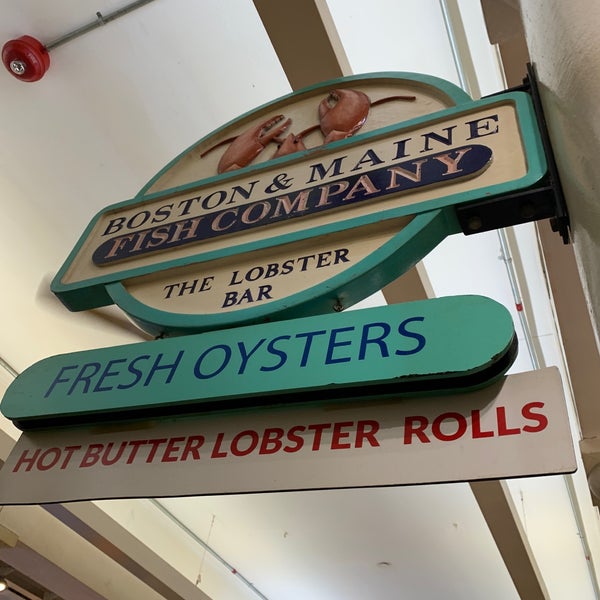 BOSTON & MAINE
FISH COMPANY
THE LOBSTER
BAR
FRESH OYSTERS
HOT BUTTER LOBSTER ROLLS